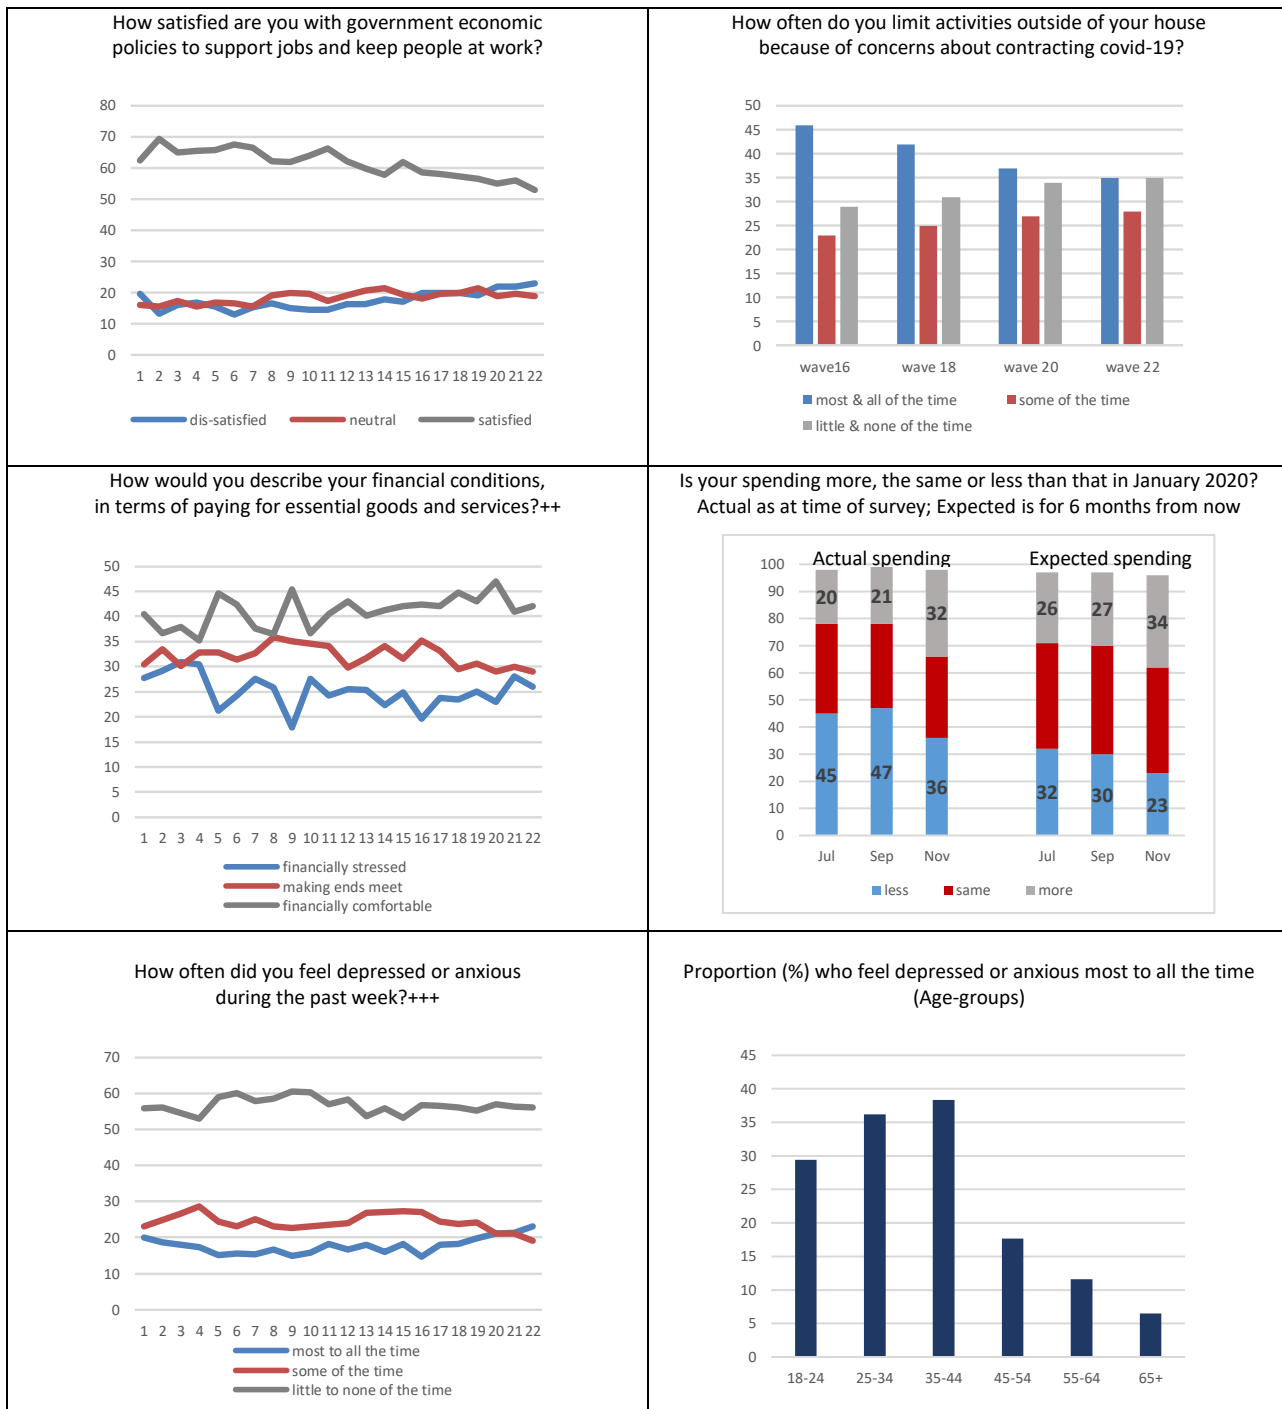 How satisfied are you with government economic
policies to support jobs and keep people at work?
80
70
60
50
40
30
20
10
0
1 2 3 4 5 6 7 8 9 10 11 12 13 14 15 16 17 18 19 20 21 22
dis-satisfied neutral satisfied
How often do you limit activities outside of your house
because of concerns about contracting covid-19?
50
45
40
35
30
25
20
15
10
5
0
wave16 wave 18 wave 20 wave 22
most & all of the time some of the time
little & none of the time
How would you describe your financial conditions,
in terms of paying for essential goods and services?++
50
45
40
35
30
25
20
15
10
5
0
1 2 3 4 5 6 7 8 9 10 11 12 13 14 15 16 17 18 19 20 21 22
financially stressed
making ends meet
financially comfortable
Is your spending more, the same or less than that in January 2020?
Actual as at time of survey; Expected is for 6 months from now
Actual spending Expected spending
100
90
80
70
60
50
40
30
20
10
0
20 21 32 26 27 34
45 47 36 32 30 23
Jul Sep Nov Jul Sep Nov
less same more
How often did you feel depressed or anxious
during the past week?+++
70
60
50
40
30
20
10
0
1 2 3 4 5 6 7 8 9 10 11 12 13 14 15 16 17 18 19 20 21 22
most to all the time
some of the time
little to none of the time
Proportion (%) who feel depressed or anxious most to all the time
(Age-groups)
45
40
35
30
25
20
15
10
5
0
18-24 25-34 35-44 45-54 55-64 65+